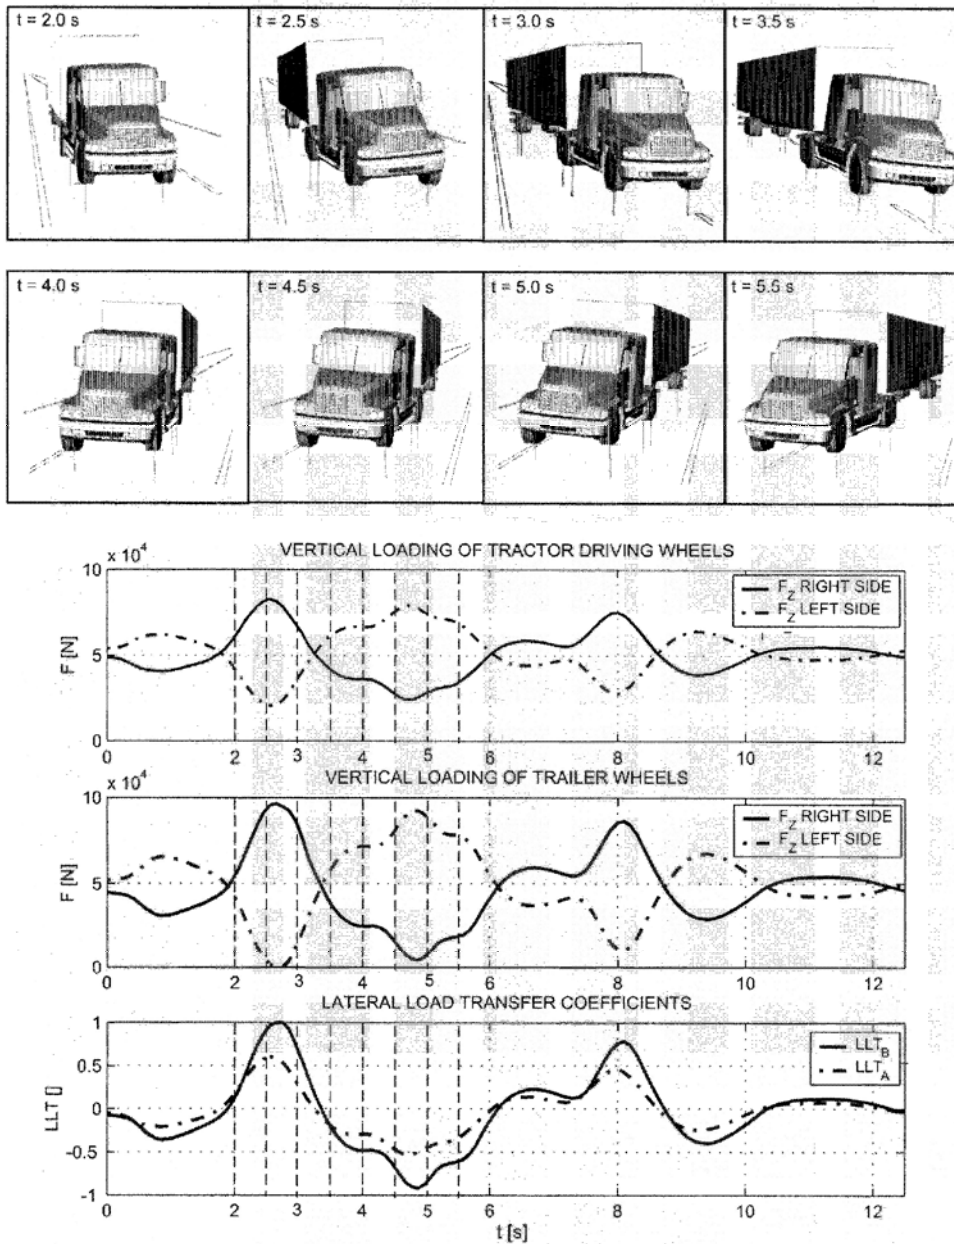 t = 2.0 s
t = 2.5 s
t = 3.0 s
t = 3.5 s
t = 4.0 s
t = 4.5 s
t = 5.0 s
t = 5.5 s
x 10^4
VERTICAL LOADING OF TRACTOR DRIVING WHEELS
10
5
0
F [N]
F_Z RIGHT SIDE
F_Z LEFT SIDE
0 2 3 4 5 6 8 10 12
x 10^4
VERTICAL LOADING OF TRAILER WHEELS
10
5
0
F [N]
F_Z RIGHT SIDE
F_Z LEFT SIDE
0 2 3 4 5 6 8 10 12
LATERAL LOAD TRANSFER COEFFICIENTS
1
0.5
0
-0.5
-1
LLT []
LLT_B
LLT_A
0 2 3 4 5 6 8 10 12
t [s]